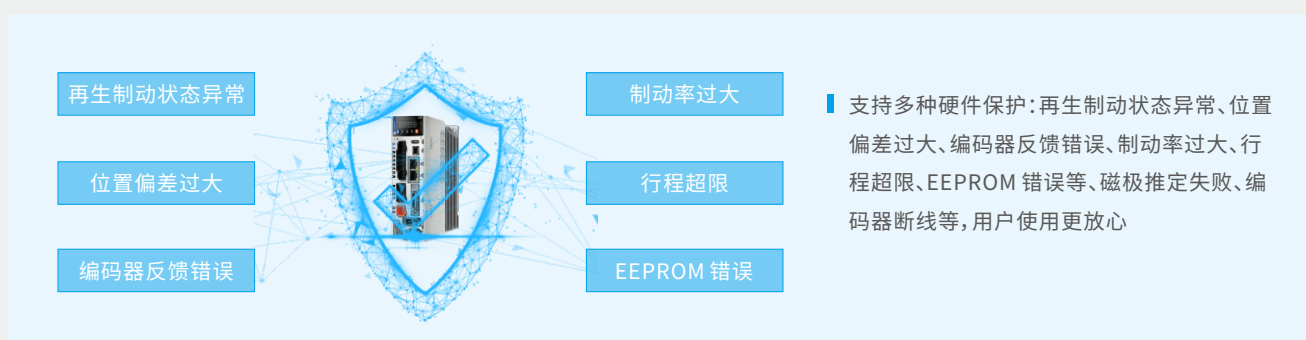 再生制动状态异常
位置偏差过大
编码器反馈错误
制动率过大
行程超限
EEPROM 错误
支持多种硬件保护：再生制动状态异常、位置
偏差过大、编码器反馈错误、制动率过大、行
程超限、EEPROM 错误等、磁极推定失败、编
码器断线等，用户使用更放心